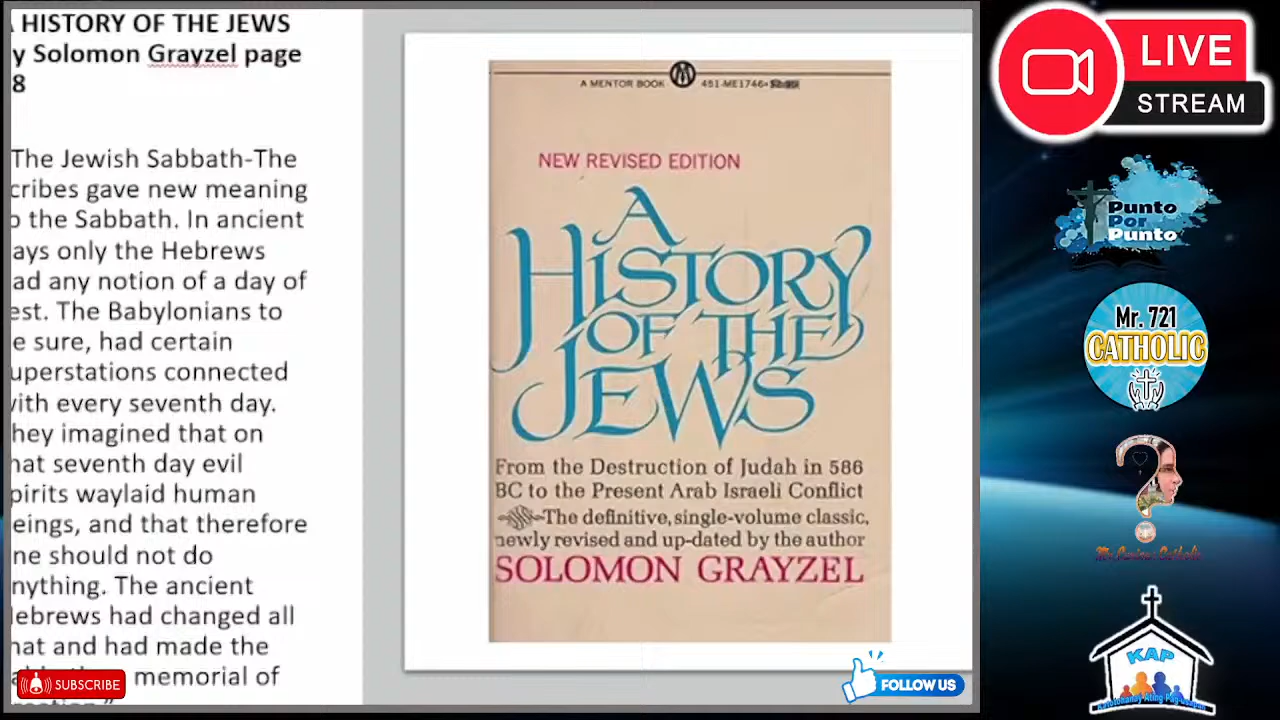 A HISTORY OF THE JEWS
y Solomon Grayzel page
8
The Jewish Sabbath-The
cribes gave new meaning
o the Sabbath. In ancient
ays only the Hebrews
ad any notion of a day of
est. The Babylonians to
e sure, had certain
uperstations connected
ith every seventh day.
hey imagined that on
hat seventh day evil
pirits waylaid human
eings, and that therefore
ne should not do
nything. The ancient
ebrews had changed all
hat and had made the
memorial of
SUBSCRIBE
A MENTOR BOOK M 451-ME1746
NEW REVISED EDITION
A
HISTORY
OF THE
JEWS
From the Destruction of Judah in 586
BC to the Present Arab Israeli Conflict
The definitive, single-volume classic,
newly revised and up-dated by the author
SOLOMON GRAYZEL
FOLLOW US
LIVE
STREAM
Punto
Por
Punto
Mr. 721
CATHOLIC
KAP